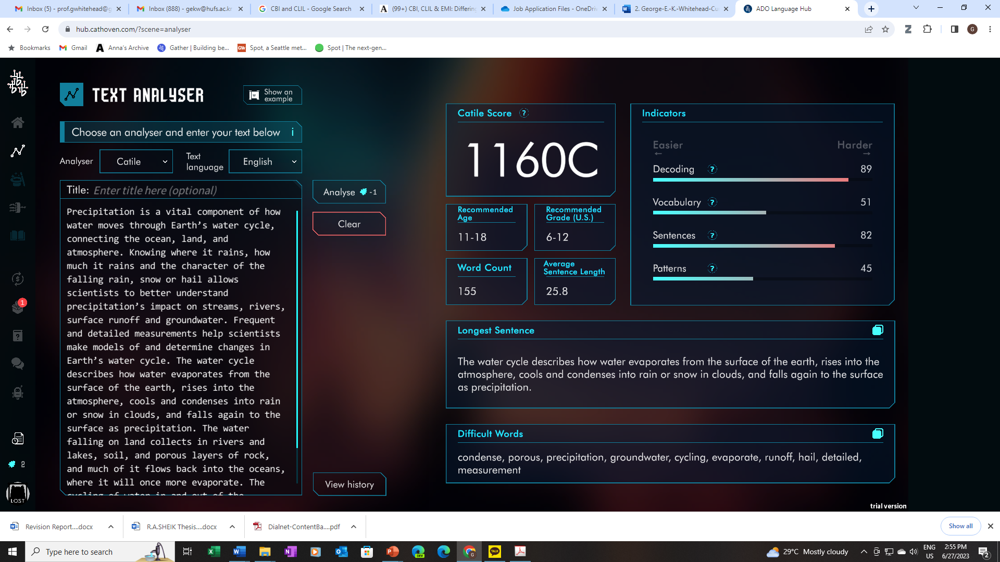 Inbox (5) - prof.gwhitehead@g
Inbox (888) - gekw@hufs.ac.kr
CBI and CLIL - Google Search
(99+) CBI, CLIL & EMI: Differing
Job Application Files - OneDriv
2. George-E.-K.-Whitehead-Cu
ADO Language Hub
hub.cathoven.com/?scene=analyser
G
Bookmarks
Gmail
Anna's Archive
Gather | Building be...
GW
Spot, a Seattle met...
Spot | The next-gen...
TEXT ANALYSER
Show an
example
Choose an analyser and enter your text below i
Analyser
Catile
Text
language
English
Title: Enter title here (optional)
Precipitation is a vital component of how
water moves through Earth’s water cycle,
connecting the ocean, land, and
atmosphere. Knowing where it rains, how
much it rains and the character of the
falling rain, snow or hail allows
scientists to better understand
precipitation’s impact on streams, rivers,
surface runoff and groundwater. Frequent
and detailed measurements help scientists
make models of and determine changes in
Earth’s water cycle. The water cycle
describes how water evaporates from the
surface of the earth, rises into the
atmosphere, cools and condenses into rain
or snow in clouds, and falls again to the
surface as precipitation. The water
falling on land collects in rivers and
lakes, soil, and porous layers of rock,
and much of it flows back into the oceans,
where it will once more evaporate. The
cycling of water in and out of the
Analyse -1
Clear
View history
Catile Score ?
1160C
Recommended
Age
11-18
Recommended
Grade (U.S.)
6-12
Word Count
155
Average
Sentence Length
25.8
Indicators
Easier
←
Harder
→
Decoding ? 89
Vocabulary ? 51
Sentences ? 82
Patterns ? 45
Longest Sentence
The water cycle describes how water evaporates from the surface of the earth, rises into the
atmosphere, cools and condenses into rain or snow in clouds, and falls again to the surface
as precipitation.
Difficult Words
condense, porous, precipitation, groundwater, cycling, evaporate, runoff, hail, detailed,
measurement
trial version
1
2
LOST
Revision Report....docx
R.A.SHEIK Thesis....docx
Dialnet-ContentBa....pdf
Show all
Type here to search
DEV
TALK
29°C Mostly cloudy
ENG
US
2:55 PM
6/27/2023
2